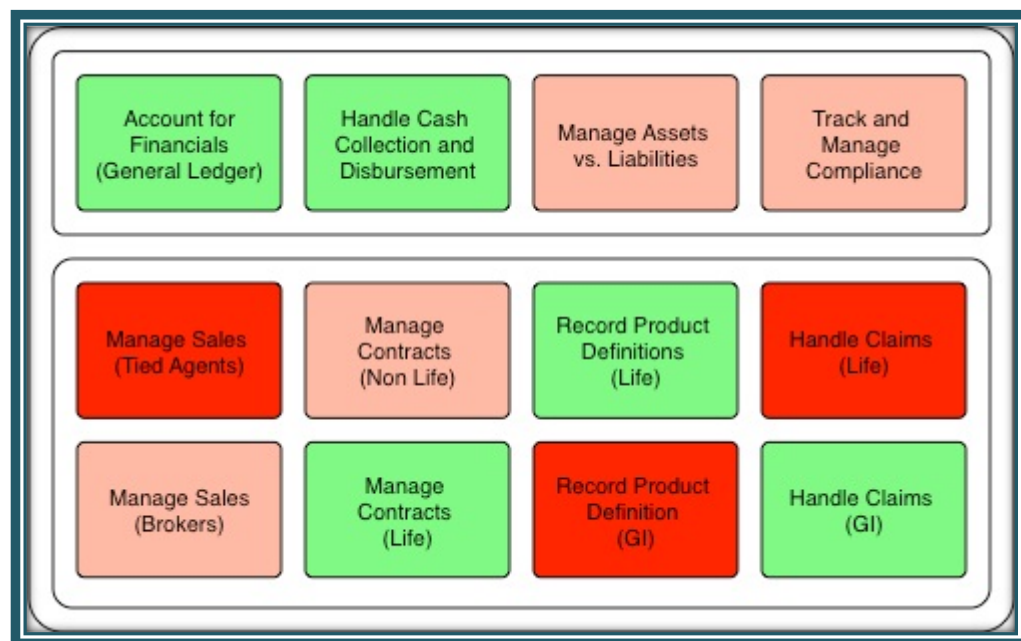 Account for
Financials
(General Ledger)
Handle Cash
Collection and
Disbursement
Manage Assets
vs. Liabilities
Track and
Manage
Compliance
Manage Sales
(Tied Agents)
Manage
Contracts
(Non Life)
Record Product
Definitions
(Life)
Handle Claims
(Life)
Manage Sales
(Brokers)
Manage
Contracts
(Life)
Record Product
Definition
(GI)
Handle Claims
(GI)